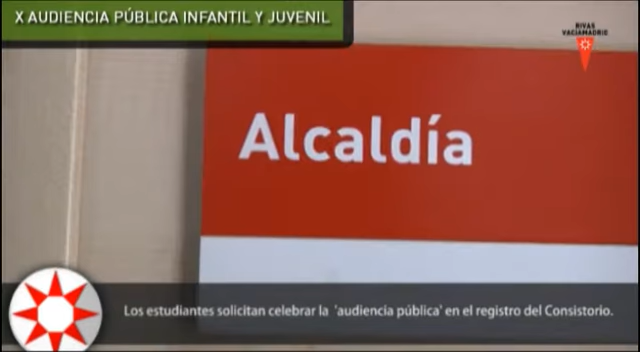 X AUDIENCIA PÚBLICA INFANTIL Y JUVENIL
RIVAS
VACIAMADRID
Alcaldía
Los estudiantes solicitan celebrar la 'audiencia pública' en el registro del Consistorio.